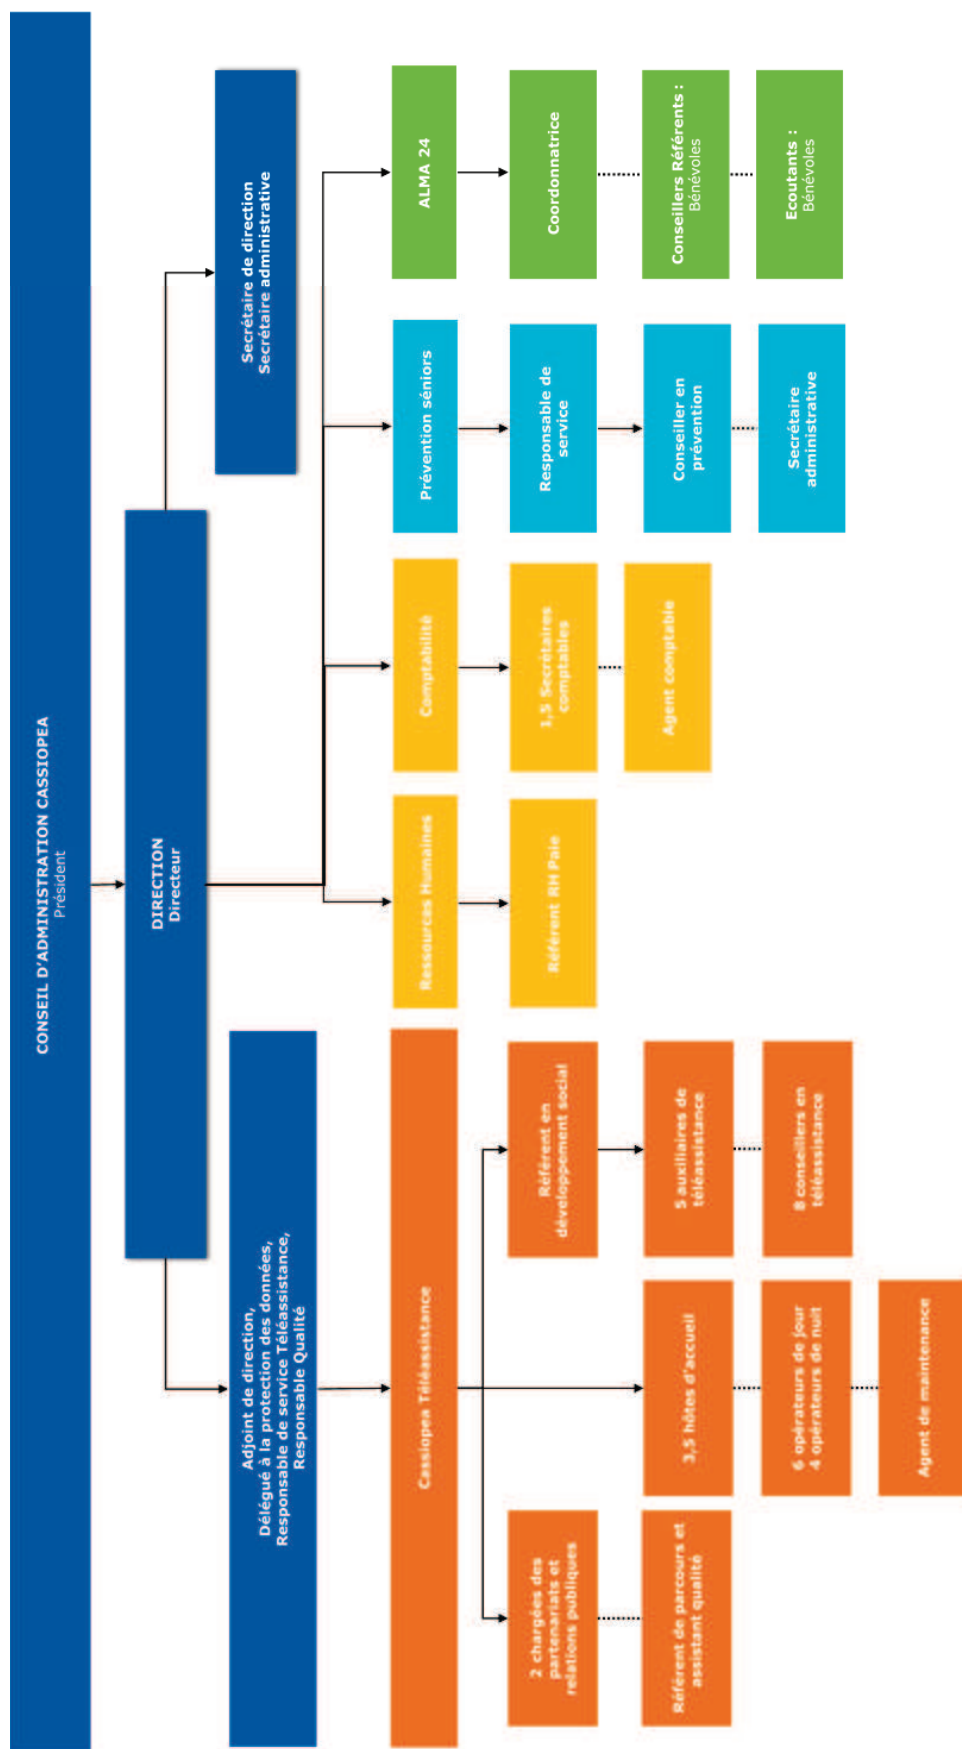 CONSEIL D'ADMINISTRATION CASSIOPEA
Président
DIRECTION
Directeur
Adjoint de direction,
Délégué à la protection des données,
Responsable de service Téléassistance,
Responsable Qualité
Secrétaire de direction
Secrétaire administrative
Cassiopea Téléassistance
Ressourcas Humaines
Comptabilité
Prévention séniors
ALMA 24
2 chargées des
partenariats et
relations publiques
Référent en
développement social
Référent RH Paie
1,5 Secrétaires
comptables
Responsable de
service
Coordonnatrice
Référent de parcours et
assistant qualité
3,5 hôtes d'accueil
5 auxiliaires de
téléassistance
Agent comptable
Conseiller en
prévention
Conseillers Référents :
Bénévoles
6 opérateurs de jour
4 opérateurs de nuit
8 conseillers en
téléassistance
Secrétaire
administrative
Ecoutants :
Bénévoles
Agent de maintenance